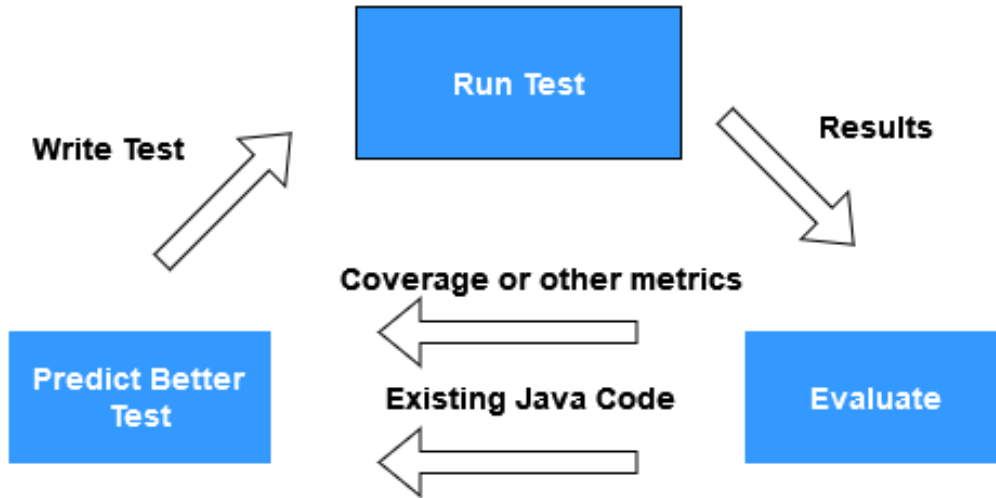 Run Test
Write Test
Results
Coverage or other metrics
Predict Better
Test
Existing Java Code
Evaluate